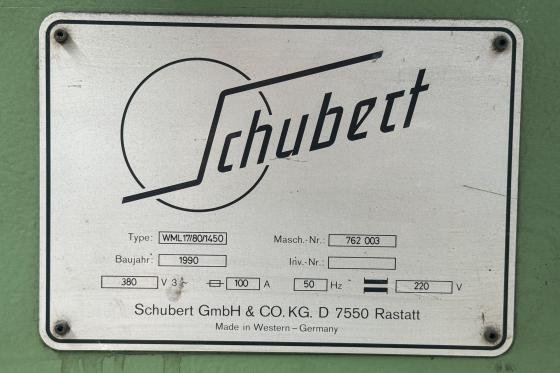 Schubert
Type: WML17/80/1450 Masch.-Nr.: 762 003
Baujahr: 1990 Inv.-Nr.:
380 V 3~ 100 A 50 Hz 220 V
Schubert GmbH & CO. KG. D 7550 Rastatt
Made in Western-Germany